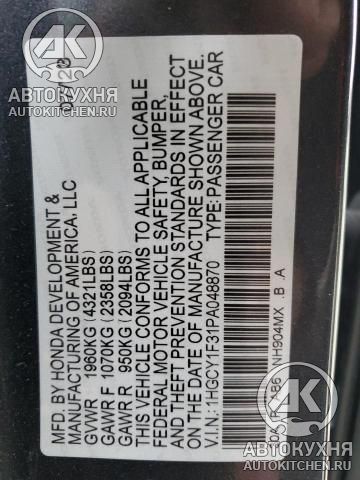 АВТОКУХНЯ
AUTOKITCHEN.RU
MFD. BY HONDA DEVELOPMENT &
MANUFACTURING OF AMERICA, LLC.
GVWR 1960KG (4321LBS)
GAWR F 1070KG (2358LBS)
GAWR R 950KG (2094LBS)
THIS VEHICLE CONFORMS TO ALL APPLICABLE
FEDERAL MOTOR VEHICLE SAFETY, BUMPER,
AND THEFT PREVENTION STANDARDS IN EFFECT
ON THE DATE OF MANUFACTURE SHOWN ABOVE.
V.I.N.: 1HGCY1F31PA048870 TYPE: PASSENGER CAR
NH904MX .B .A
АВТОКУХНЯ
AUTOKITCHEN.RU